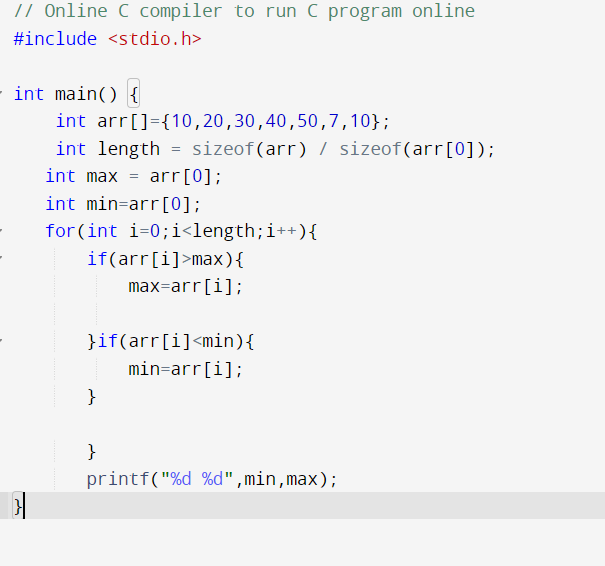 // Online C compiler to run C program online
#include <stdio.h>
int main() {
    int arr[]={10,20,30,40,50,7,10};
    int length = sizeof(arr) / sizeof(arr[0]);
   int max = arr[0];
   int min=arr[0];
   for(int i=0;i<length;i++){
       if(arr[i]>max){
           max=arr[i];
       }if(arr[i]<min){
           min=arr[i];
       }
       }
       printf("%d %d",min,max);
}